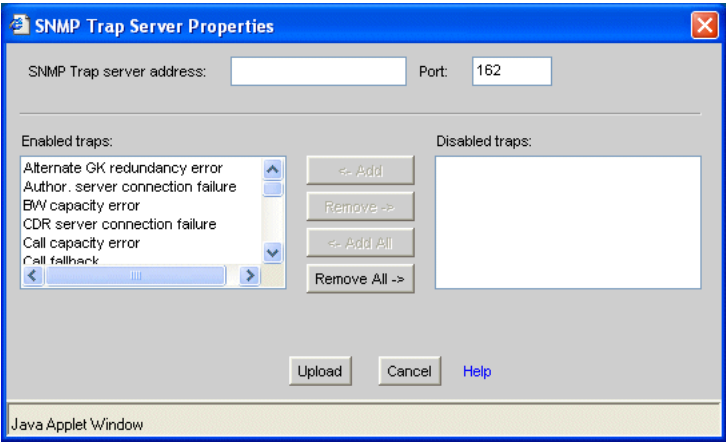 SNMP Trap Server Properties
SNMP Trap server address: Port: 162
Enabled traps: Disabled traps:
Alternate GK redundancy error
Author. server connection failure
BW capacity error
CDR server connection failure
Call capacity error
Call fallback
<- Add
Remove ->
<- Add All
Remove All ->
Upload Cancel Help
Java Applet Window